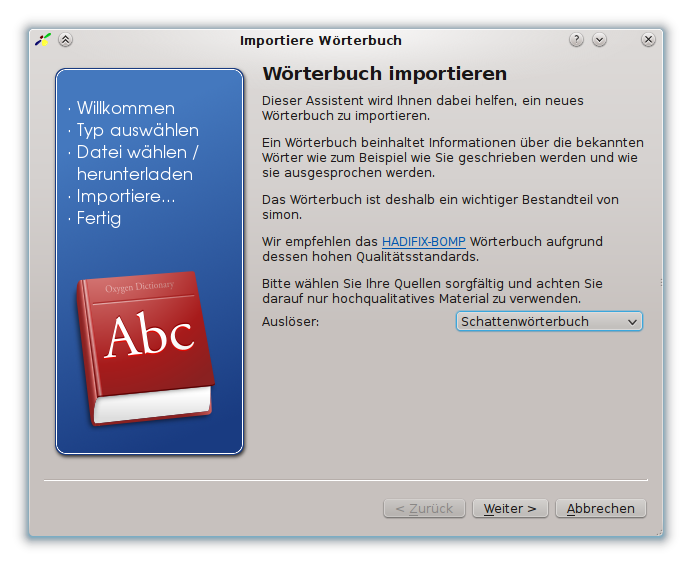 Importiere Wörterbuch
· Willkommen
· Typ auswählen
· Datei wählen /
herunterladen
· Importiere...
· Fertig
Oxygen Dictionary
Abc
Wörterbuch importieren
Dieser Assistent wird Ihnen dabei helfen, ein neues
Wörterbuch zu importieren.
Ein Wörterbuch beinhaltet Informationen über die bekannten
Wörter wie zum Beispiel wie Sie geschrieben werden und wie
sie ausgesprochen werden.
Das Wörterbuch ist deshalb ein wichtiger Bestandteil von
simon.
Wir empfehlen das HADIFIX-BOMP Wörterbuch aufgrund
dessen hohen Qualitätsstandards.
Bitte wählen Sie Ihre Quellen sorgfältig und achten Sie
darauf nur hochqualitatives Material zu verwenden.
Auslöser: Schattenwörterbuch
< Zurück Weiter > Abbrechen